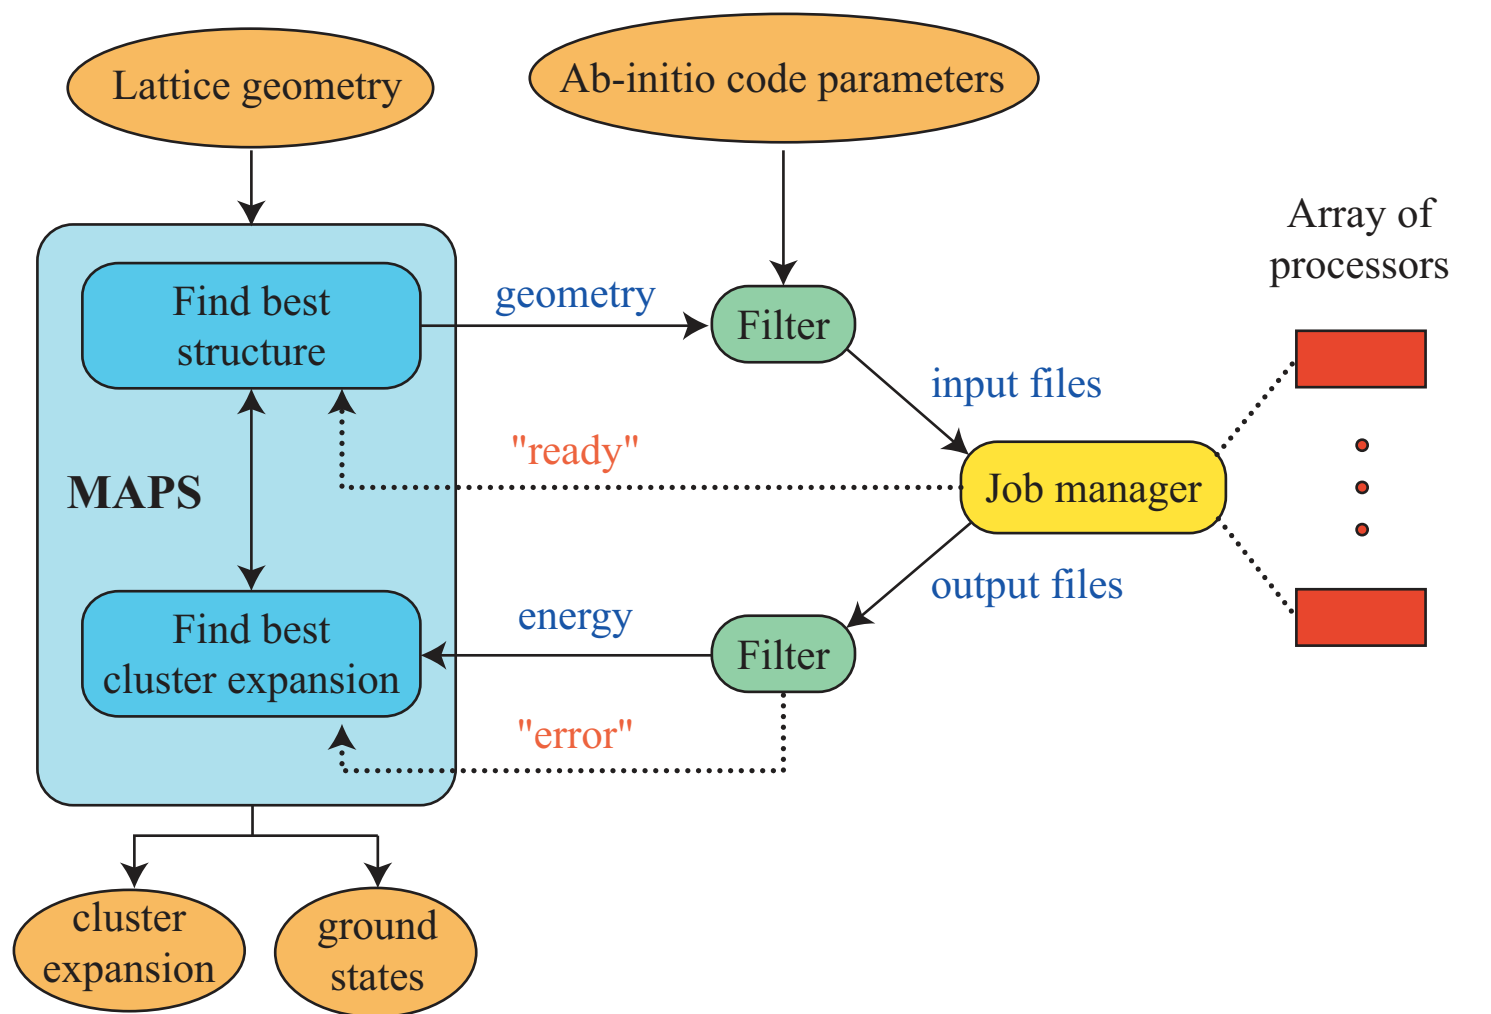 Lattice geometry
Ab-initio code parameters
Array of
processors
Find best
structure
geometry
Filter
input files
"ready"
MAPS
Job manager
output files
Find best
cluster expansion
energy
Filter
"error"
cluster
expansion
ground
states